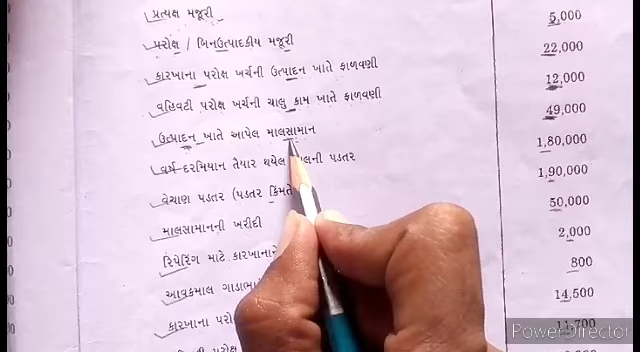 પ્રત્યક્ષ મજૂરી 5,000
પરોક્ષ / બિનઉત્પાદકીય મજૂરી 22,000
કારખાના પરોક્ષ ખર્ચની ઉત્પાદન ખાતે ફાળવણી 12,000
વહિવટી પરોક્ષ ખર્ચની ચાલુ કામ ખાતે ફાળવણી 49,000
ઉત્પાદન ખાતે આપેલ માલસામાન 1,80,000
વર્ષ દરમિયાન તૈયાર થયેલ પડતર 1,90,000
વેચાણ પડતર (પડતર કિંમતે 50,000
માલસામાનની ખરીદી 2,000
રિપેરિંગ માટે કારખાનાને 800
આવકમાલ ગાડાભા 14,500
કારખાના પરો 11,700
PowerDirector